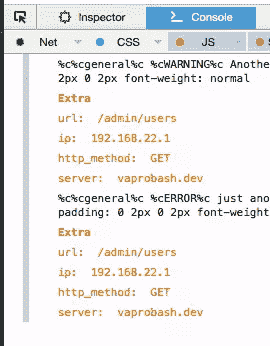 Inspector
Console
Net
CSS
JS
%c%cgeneral%c %cWARNING%c Anothe
2px 0 2px font-weight: normal
Extra
url: /admin/users
ip: 192.168.22.1
http_method: GET
server: vaprobash.dev
%c%cgeneral%c %cERROR%c just ano
padding: 0 2px 0 2px font-weight
Extra
url: /admin/users
ip: 192.168.22.1
http_method: GET
server: vaprobash.dev